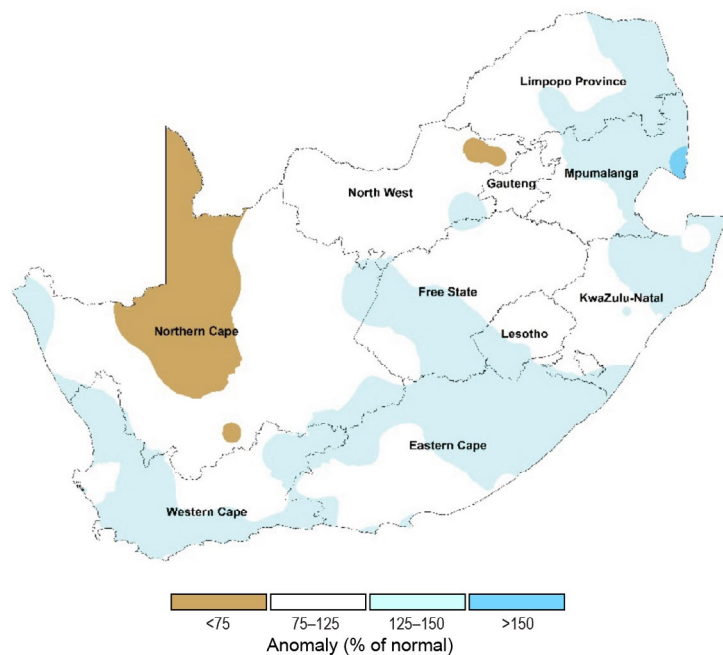 Limpopo Province
North West
Gauteng
Mpumalanga
Northern Cape
Free State
KwaZulu-Natal
Lesotho
Eastern Cape
Western Cape
<75
75–125
125–150
>150
Anomaly (% of normal)